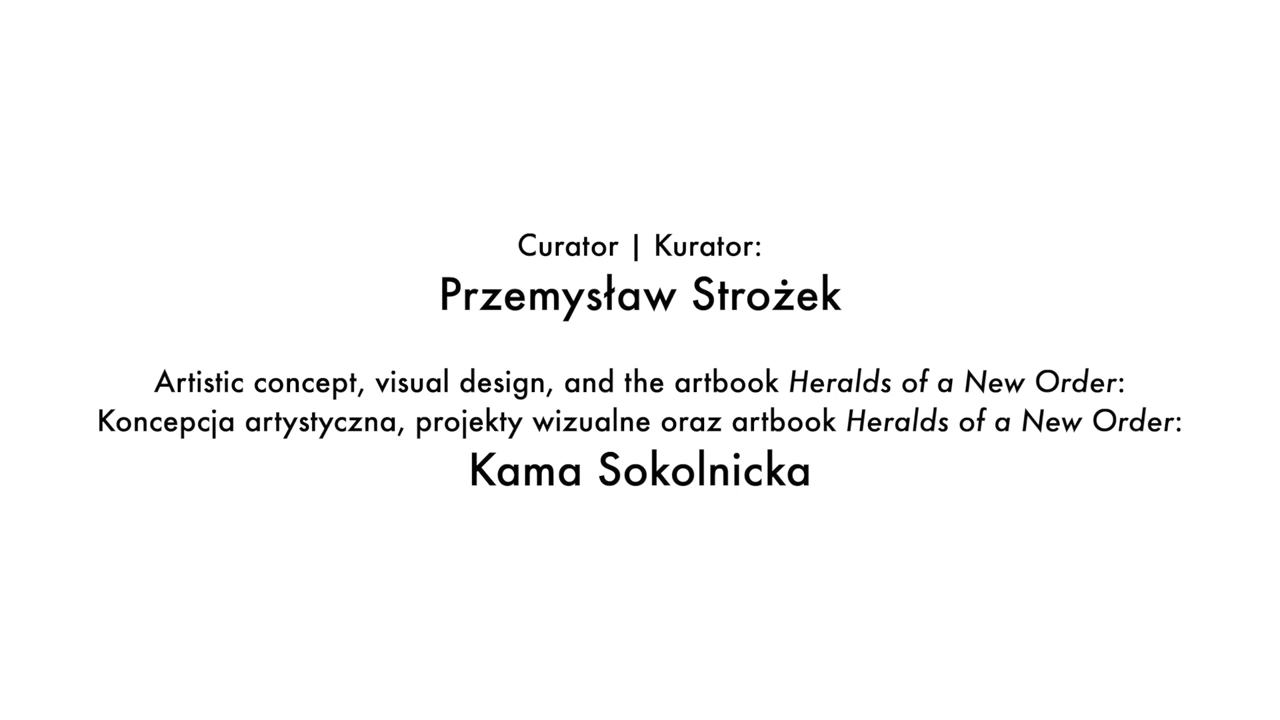 Curator | Kurator:
Przemysław Strożek
Artistic concept, visual design, and the artbook Heralds of a New Order:
Koncepcja artystyczna, projekty wizualne oraz artbook Heralds of a New Order:
Kama Sokolnicka